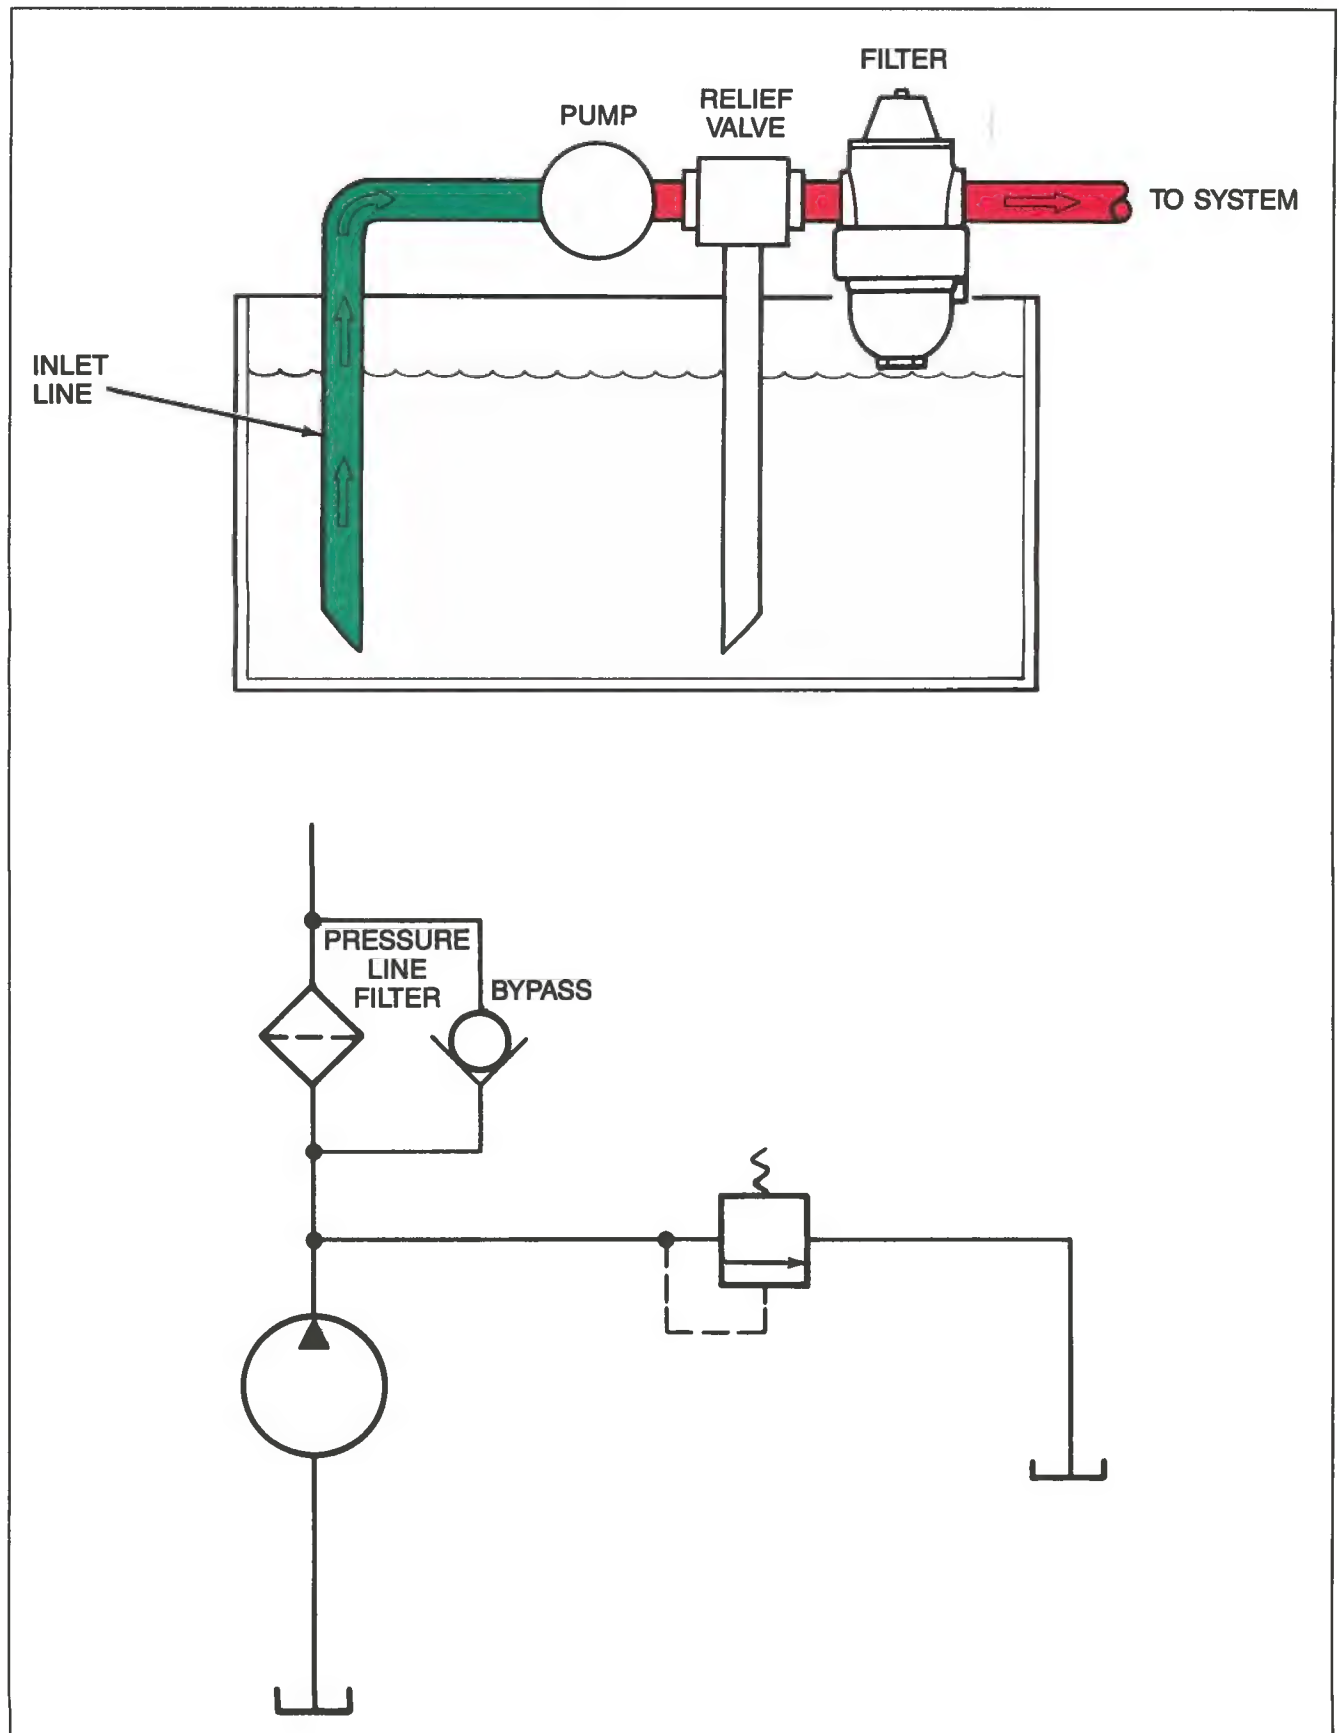 FILTER
PUMP
RELIEF
VALVE
TO SYSTEM
INLET
LINE
PRESSURE
LINE
FILTER
BYPASS